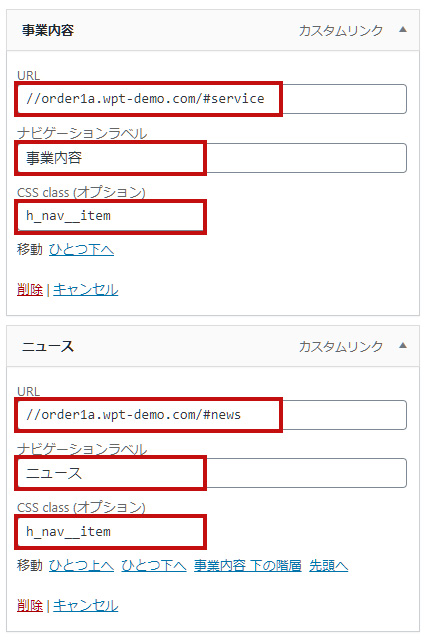 事業内容 カスタムリンク
URL
//order1a.wpt-demo.com/#service
ナビゲーションラベル
事業内容
CSS class (オプション)
h_nav__item
移動 ひとつ下へ
削除 | キャンセル
ニュース カスタムリンク
URL
//order1a.wpt-demo.com/#news
ナビゲーションラベル
ニュース
CSS class (オプション)
h_nav__item
移動 ひとつ上へ ひとつ下へ 事業内容 下の階層 先頭へ
削除 | キャンセル